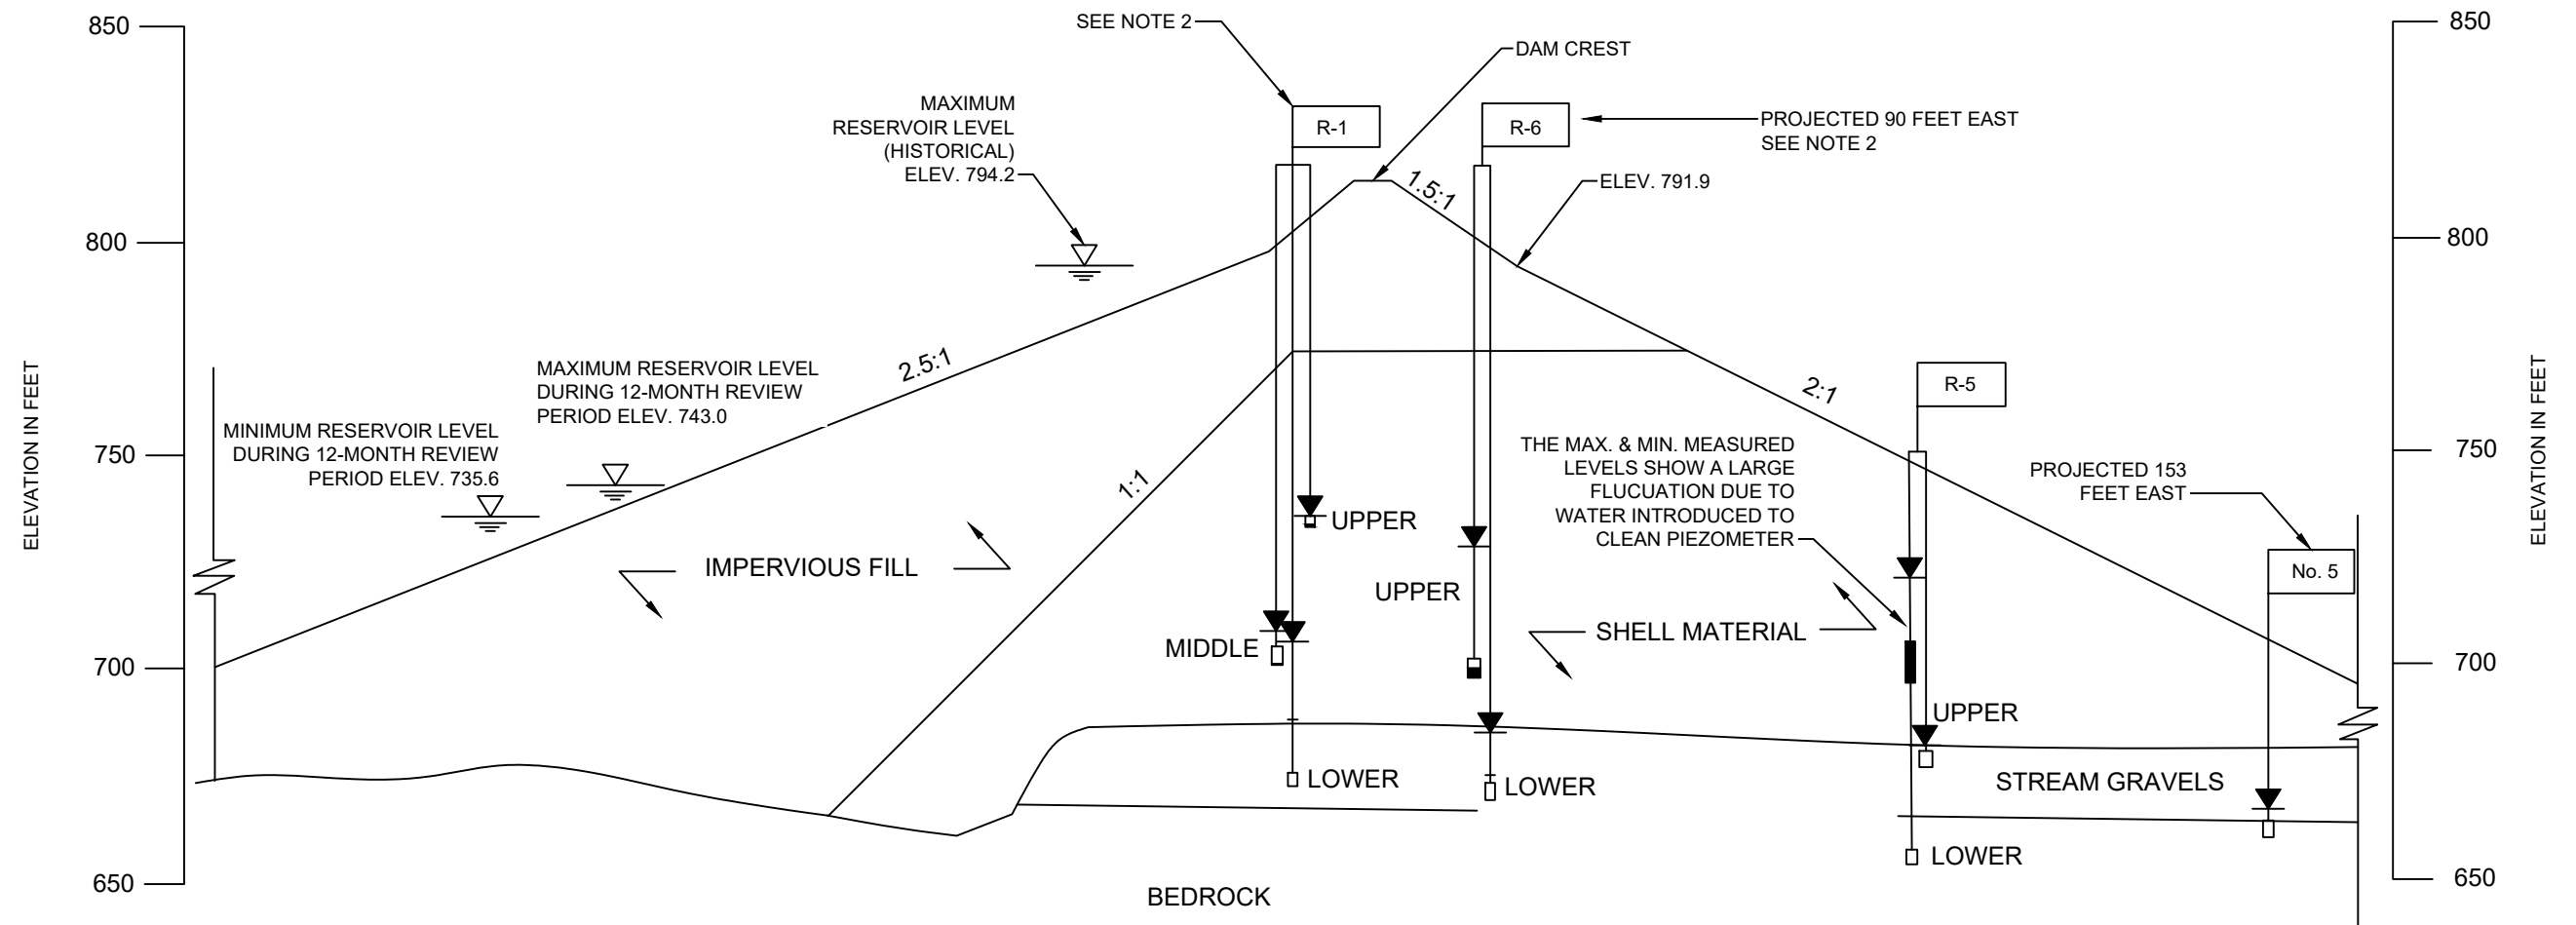 850
800
750
700
650
ELEVATION IN FEET
SEE NOTE 2
DAM CREST
MAXIMUM
RESERVOIR LEVEL
(HISTORICAL)
ELEV. 794.2
R-1
R-6
PROJECTED 90 FEET EAST
SEE NOTE 2
1.5:1
ELEV. 791.9
2.5:1
MAXIMUM RESERVOIR LEVEL
DURING 12-MONTH REVIEW
PERIOD ELEV. 743.0
MINIMUM RESERVOIR LEVEL
DURING 12-MONTH REVIEW
PERIOD ELEV. 735.6
1:1
2:1
R-5
THE MAX. & MIN. MEASURED
LEVELS SHOW A LARGE
FLUCUATION DUE TO
WATER INTRODUCED TO
CLEAN PIEZOMETER
PROJECTED 153
FEET EAST
No. 5
IMPERVIOUS FILL
UPPER
UPPER
MIDDLE
SHELL MATERIAL
UPPER
LOWER
LOWER
STREAM GRAVELS
LOWER
BEDROCK
850
800
750
700
650
ELEVATION IN FEET